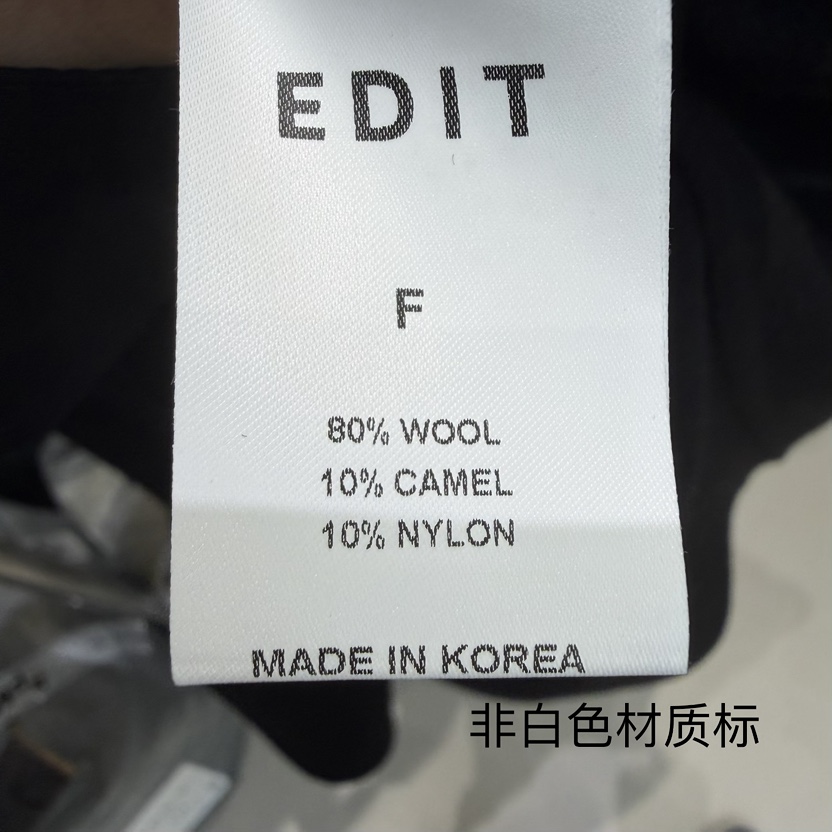 EDIT
F
80% WOOL
10% CAMEL
10% NYLON
MADE IN KOREA
非白色材质标